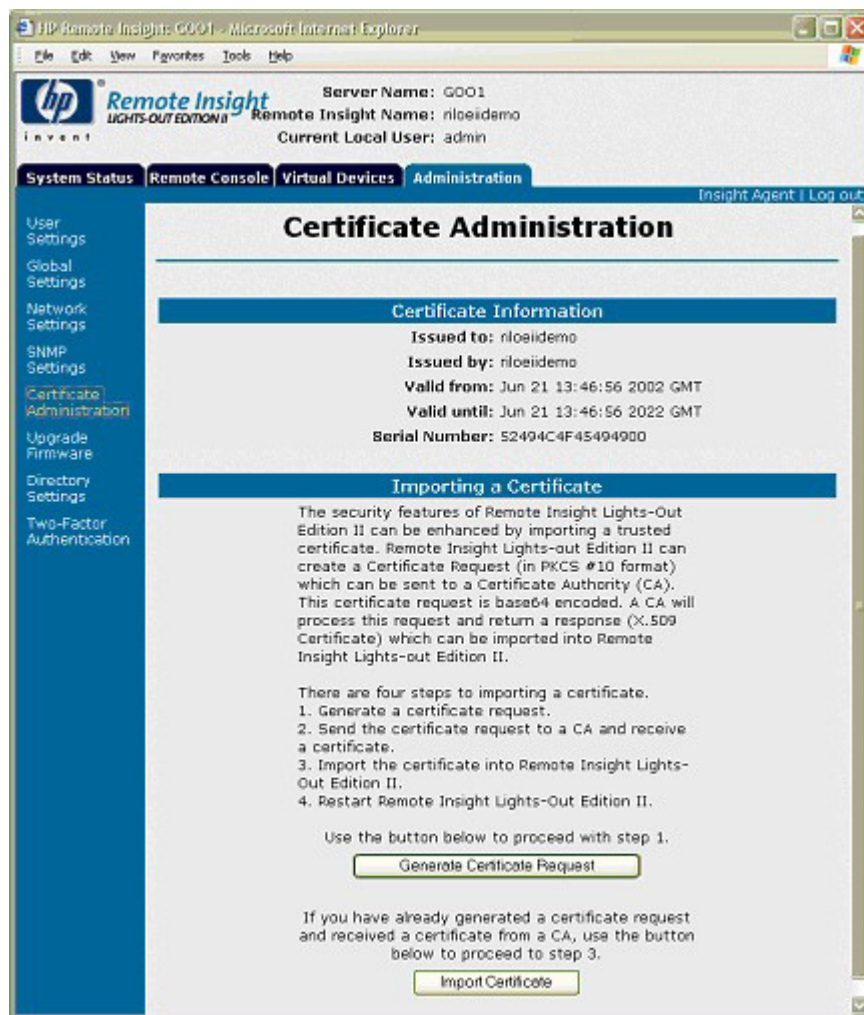 HP Remote Insight: GOO1 - Microsoft Internet Explorer
File Edit View Favorites Tools Help
hp
invent
Remote Insight
LIGHTS-OUT EDITION II
Server Name: GOO1
Remote Insight Name: riloeiidemo
Current Local User: admin
System Status Remote Console Virtual Devices Administration
Insight Agent | Log out
User
Settings
Global
Settings
Network
Settings
SNMP
Settings
Certificate
Administration
Upgrade
Firmware
Directory
Settings
Two-Factor
Authentication
Certificate Administration
Certificate Information
Issued to: riloeiidemo
Issued by: riloeiidemo
Valid from: Jun 21 13:46:56 2002 GMT
Valid until: Jun 21 13:46:56 2022 GMT
Serial Number: 52494C4F45494900
Importing a Certificate
The security features of Remote Insight Lights-Out
Edition II can be enhanced by importing a trusted
certificate. Remote Insight Lights-out Edition II can
create a Certificate Request (in PKCS #10 format)
which can be sent to a Certificate Authority (CA).
This certificate request is base64 encoded. A CA will
process this request and return a response (X.509
Certificate) which can be imported into Remote
Insight Lights-out Edition II.
There are four steps to importing a certificate.
1. Generate a certificate request.
2. Send the certificate request to a CA and receive
a certificate.
3. Import the certificate into Remote Insight Lights-
Out Edition II.
4. Restart Remote Insight Lights-Out Edition II.
Use the button below to proceed with step 1.
Generate Certificate Request
If you have already generated a certificate request
and received a certificate from a CA, use the button
below to proceed to step 3.
Import Certificate